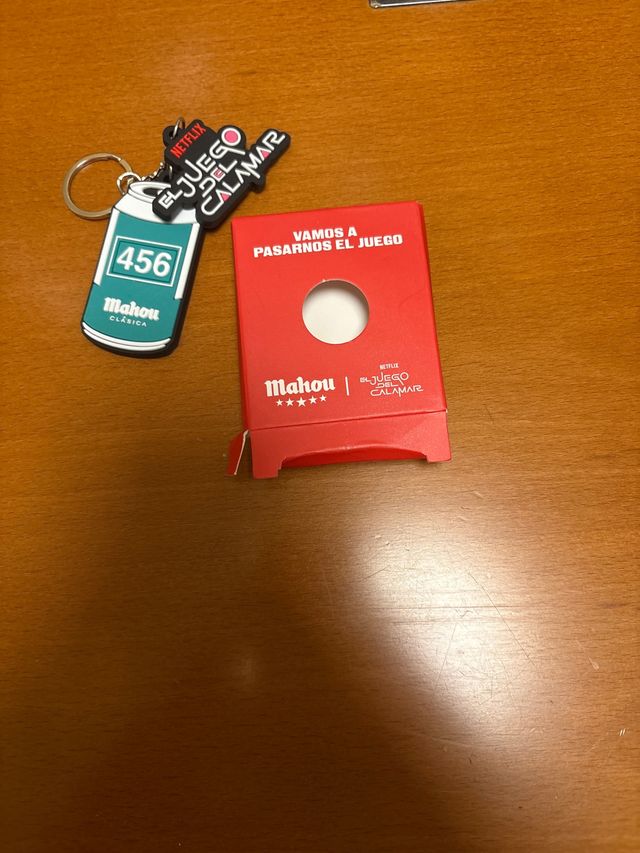 NETFLIX
EL JUEGO
DEL
CALAMAR
456
Mahou
CLÁSICA
VAMOS A
PASARNOS EL JUEGO
Mahou
NETFLIX
EL JUEGO
DEL
CALAMAR